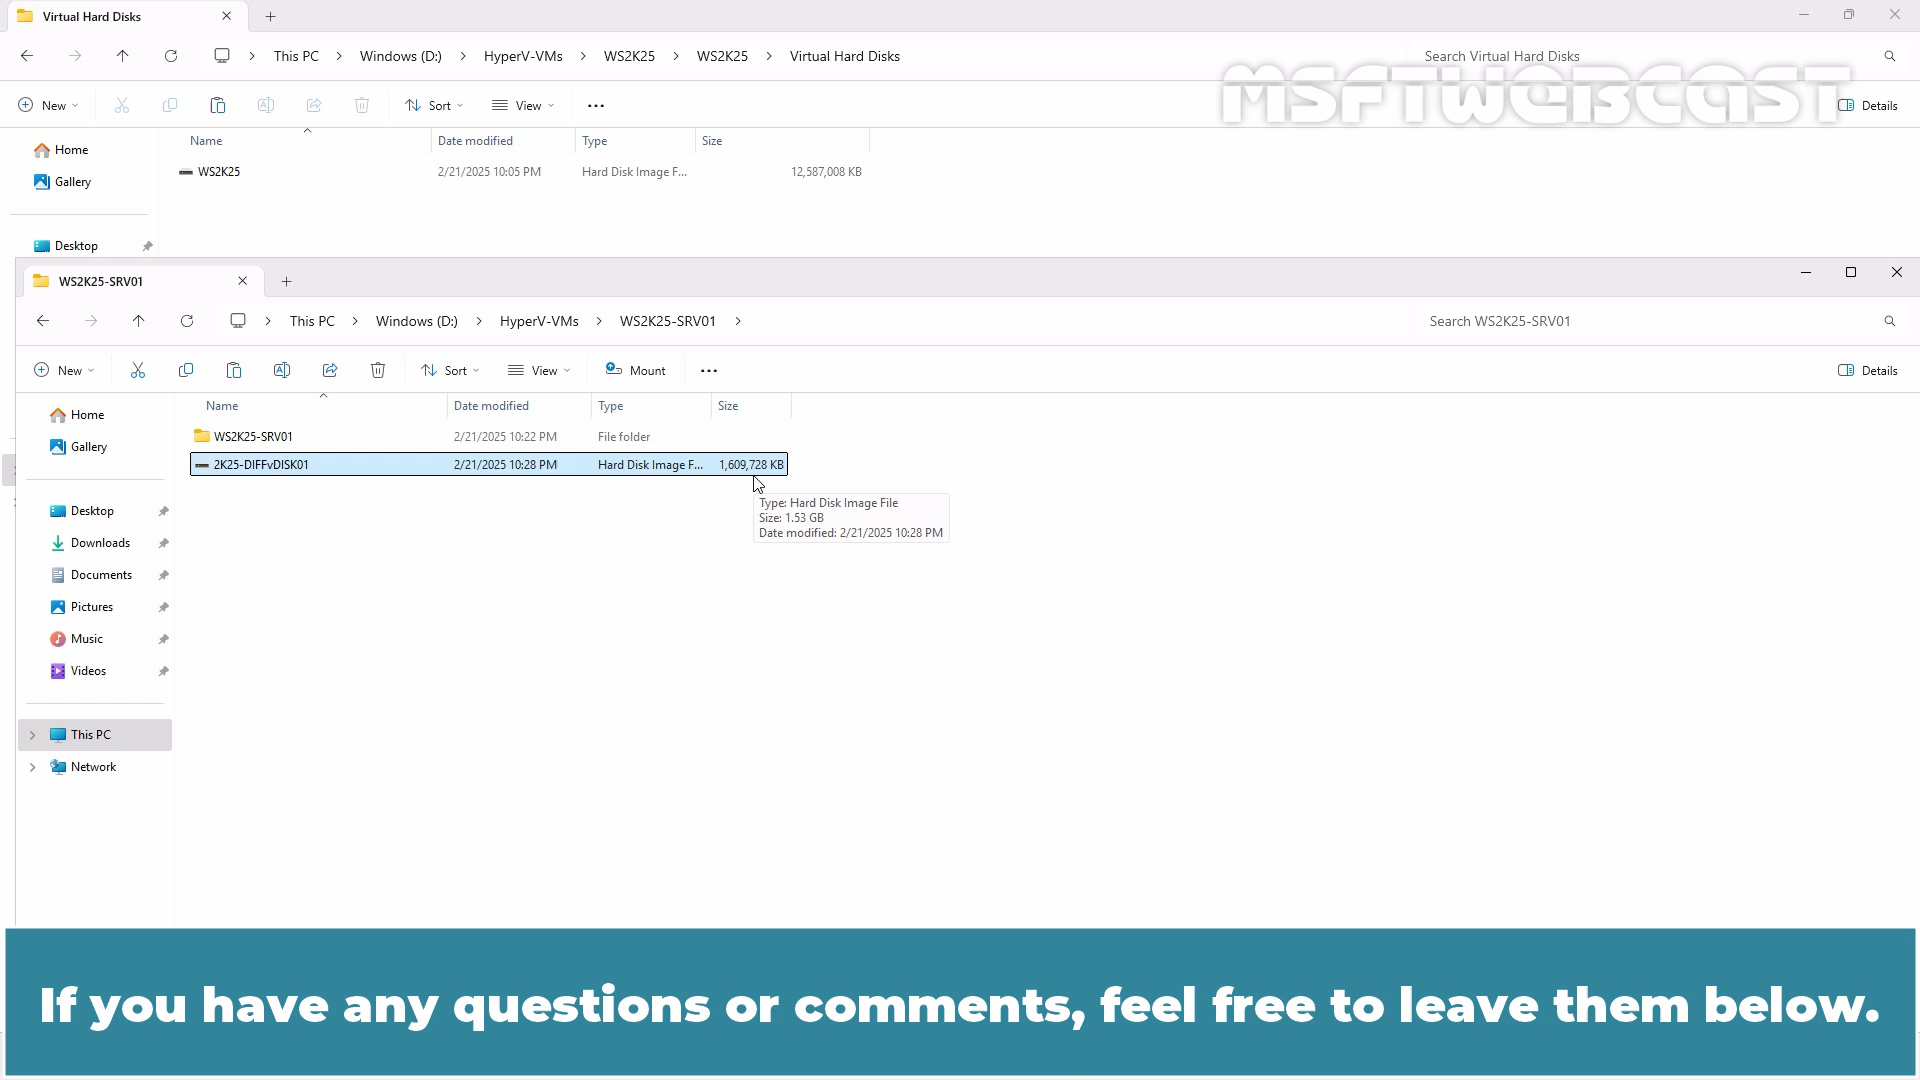 Virtual Hard Disks
This PC > Windows (D:) > HyperV-VMs > WS2K25 > WS2K25 > Virtual Hard Disks
Search Virtual Hard Disks
MSFTWEBCAST
New
Sort
View
Details
Name
Date modified
Type
Size
WS2K25
2/21/2025 10:05 PM
Hard Disk Image F...
12,587,008 KB
Home
Gallery
Desktop
WS2K25-SRV01
This PC > Windows (D:) > HyperV-VMs > WS2K25-SRV01 >
Search WS2K25-SRV01
New
Sort
View
Mount
Details
Name
Date modified
Type
Size
WS2K25-SRV01
2/21/2025 10:22 PM
File folder
2K25-DIFFvDISK01
2/21/2025 10:28 PM
Hard Disk Image F...
1,609,728 KB
Type: Hard Disk Image File
Size: 1.53 GB
Date modified: 2/21/2025 10:28 PM
Home
Gallery
Desktop
Downloads
Documents
Pictures
Music
Videos
This PC
Network
If you have any questions or comments, feel free to leave them below.